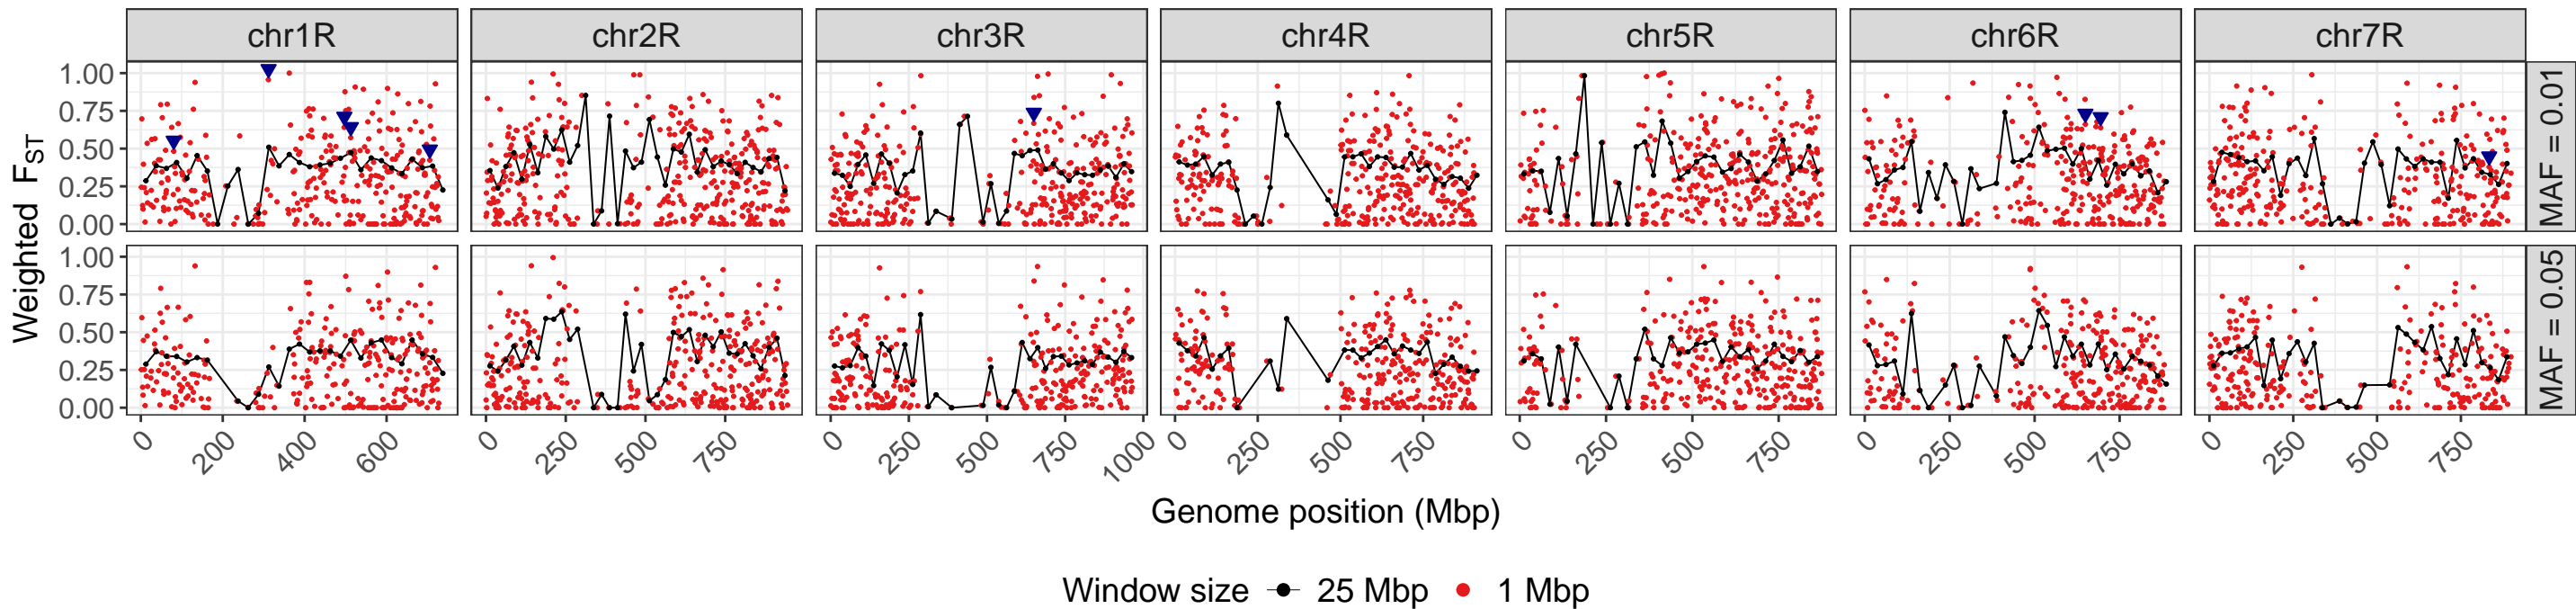 chr1R chr2R chr3R chr4R chr5R chr6R chr7R
Weighted F_ST
1.00
0.75
0.50
0.25
0.00
MAF = 0.01
1.00
0.75
0.50
0.25
0.00
MAF = 0.05
0 200 400 600 0 250 500 750 0 250 500 750 1000 0 250 500 750 0 250 500 750 0 250 500 750 0 250 500 750
Genome position (Mbp)
Window size 25 Mbp 1 Mbp